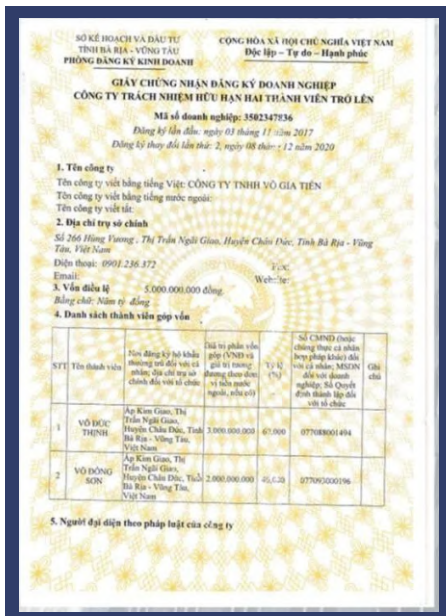 SỞ KẾ HOẠCH VÀ ĐẦU TƯ
TỈNH BÀ RỊA - VŨNG TÀU
PHÒNG ĐĂNG KÝ KINH DOANH
CỘNG HÒA XÃ HỘI CHỦ NGHĨA VIỆT NAM
Độc lập - Tự do - Hạnh phúc
GIẤY CHỨNG NHẬN ĐĂNG KÝ DOANH NGHIỆP
CÔNG TY TRÁCH NHIỆM HỮU HẠN HAI THÀNH VIÊN TRỞ LÊN
Mã số doanh nghiệp: 3502347836
Đăng ký lần đầu: ngày 03 tháng 11 năm 2017
Đăng ký thay đổi lần thứ: 2, ngày 08 tháng 12 năm 2020
1. Tên công ty
Tên công ty viết bằng tiếng Việt: CÔNG TY TNHH VÕ GIA TIẾN
Tên công ty viết bằng tiếng nước ngoài:
Tên công ty viết tắt:
2. Địa chỉ trụ sở chính
Số 266 Hùng Vương, Thị Trấn Ngãi Giao, Huyện Châu Đức, Tỉnh Bà Rịa - Vũng
Tàu, Việt Nam
Điện thoại: 0901.236.372 Fax:
Email: Website:
3. Vốn điều lệ 5.000.000.000 đồng.
Bằng chữ: Năm tỷ đồng
4. Danh sách thành viên góp vốn
STT
Tên thành viên
Nơi đăng ký hộ khẩu
thường trú đối với cá
nhân; địa chỉ trụ sở
chính đối với tổ chức
Giá trị phần vốn
góp (VNĐ và
giá trị tương
đương theo đơn
vị tiền nước
ngoài, nếu có)
Tỷ lệ
(%)
Số CMND (hoặc
chứng thực cá nhân
hợp pháp khác) đối
với cá nhân; MSDN
đối với doanh
nghiệp; Số Quyết
định thành lập đối
với tổ chức
Ghi
chú
1
VÕ ĐỨC
THỊNH
Ấp Kim Giao, Thị
Trấn Ngãi Giao,
Huyện Châu Đức, Tỉnh
Bà Rịa - Vũng Tàu,
Việt Nam
3.000.000.000
077088001494
2
VÕ ĐÔNG
SƠN
Ấp Kim Giao, Thị
Trấn Ngãi Giao,
Huyện Châu Đức, Tỉnh
Bà Rịa - Vũng Tàu,
Việt Nam
2.000.000.000
5. Người đại diện theo pháp luật của công ty